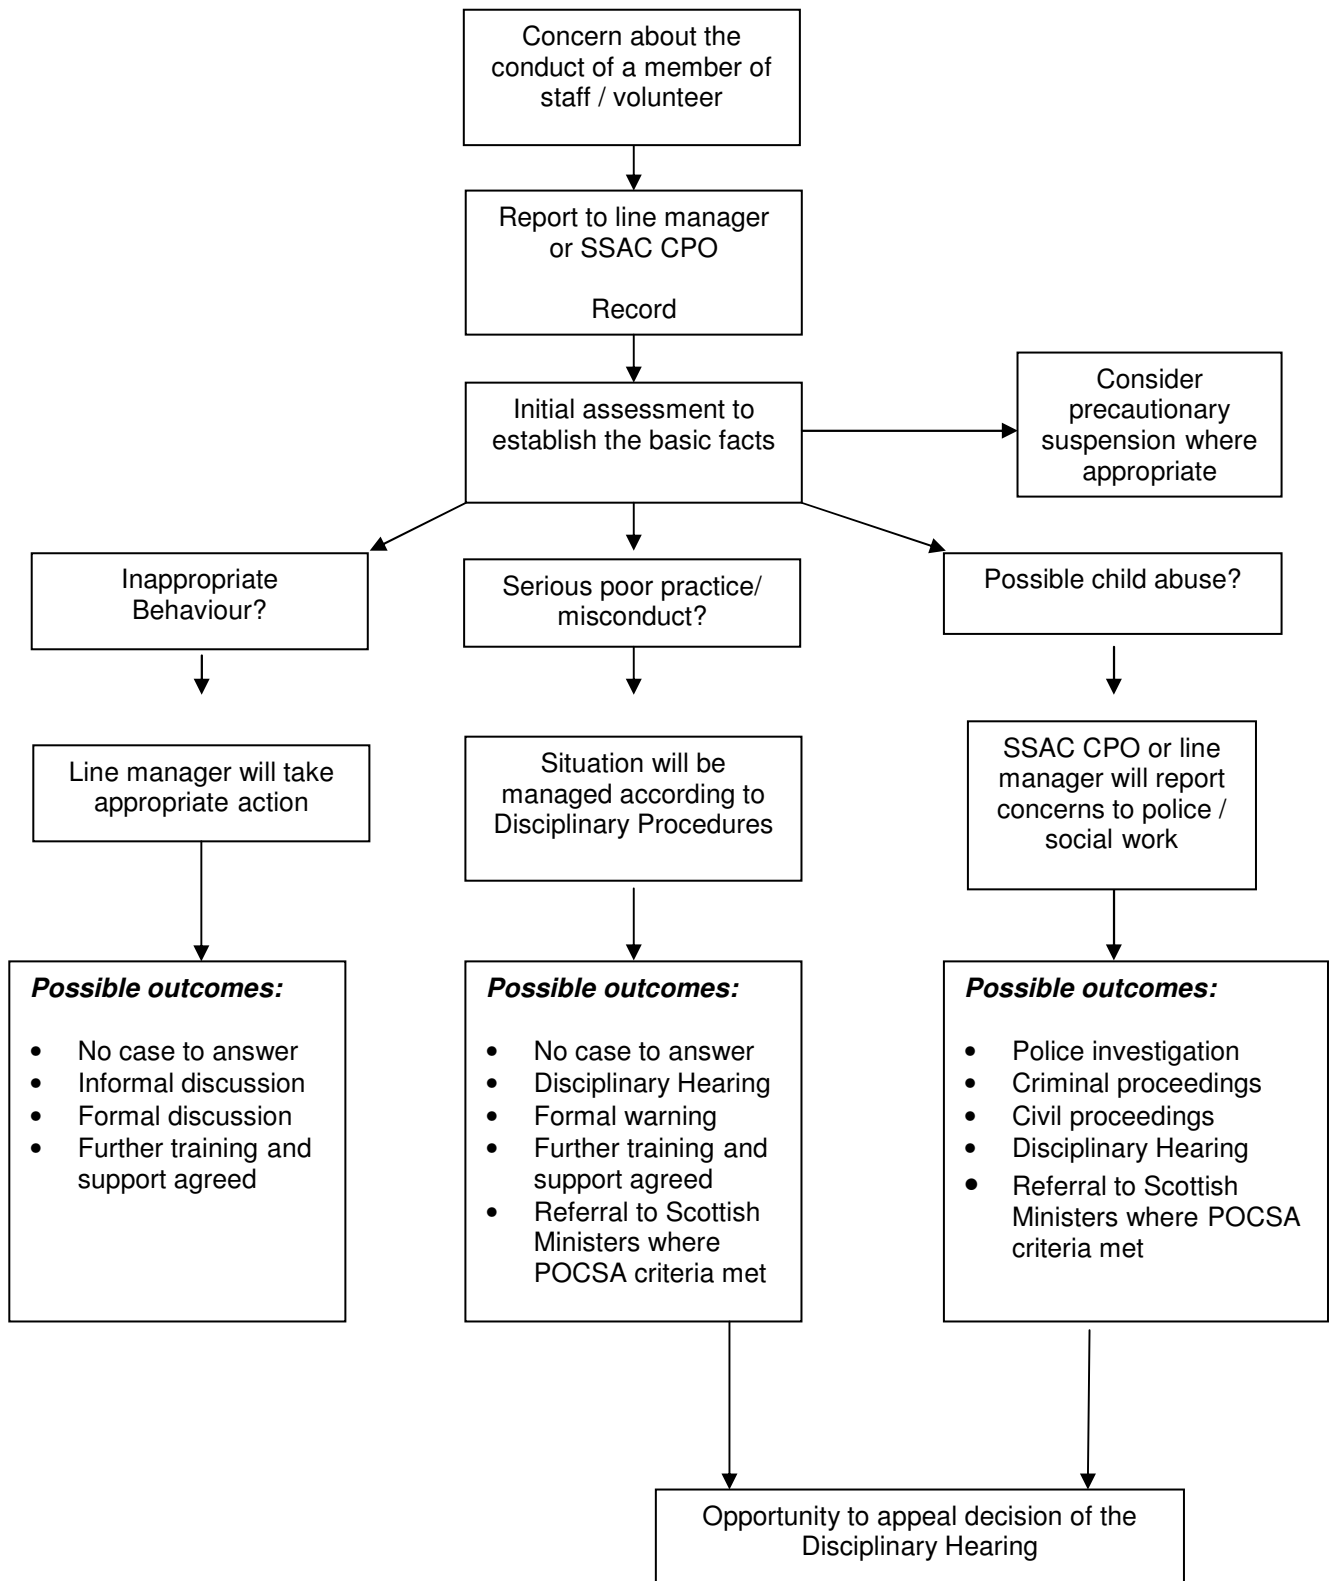 Concern about the
conduct of a member of
staff / volunteer
Report to line manager
or SSAC CPO
Record
Initial assessment to
establish the basic facts
Consider
precautionary
suspension where
appropriate
Inappropriate
Behaviour?
Serious poor practice/
misconduct?
Possible child abuse?
Line manager will take
appropriate action
Situation will be
managed according to
Disciplinary Procedures
SSAC CPO or line
manager will report
concerns to police /
social work
Possible outcomes:
• No case to answer
• Informal discussion
• Formal discussion
• Further training and
support agreed
Possible outcomes:
• No case to answer
• Disciplinary Hearing
• Formal warning
• Further training and
support agreed
• Referral to Scottish
Ministers where
POCSA criteria met
Possible outcomes:
• Police investigation
• Criminal proceedings
• Civil proceedings
• Disciplinary Hearing
• Referral to Scottish
Ministers where POCSA
criteria met
Opportunity to appeal decision of the
Disciplinary Hearing